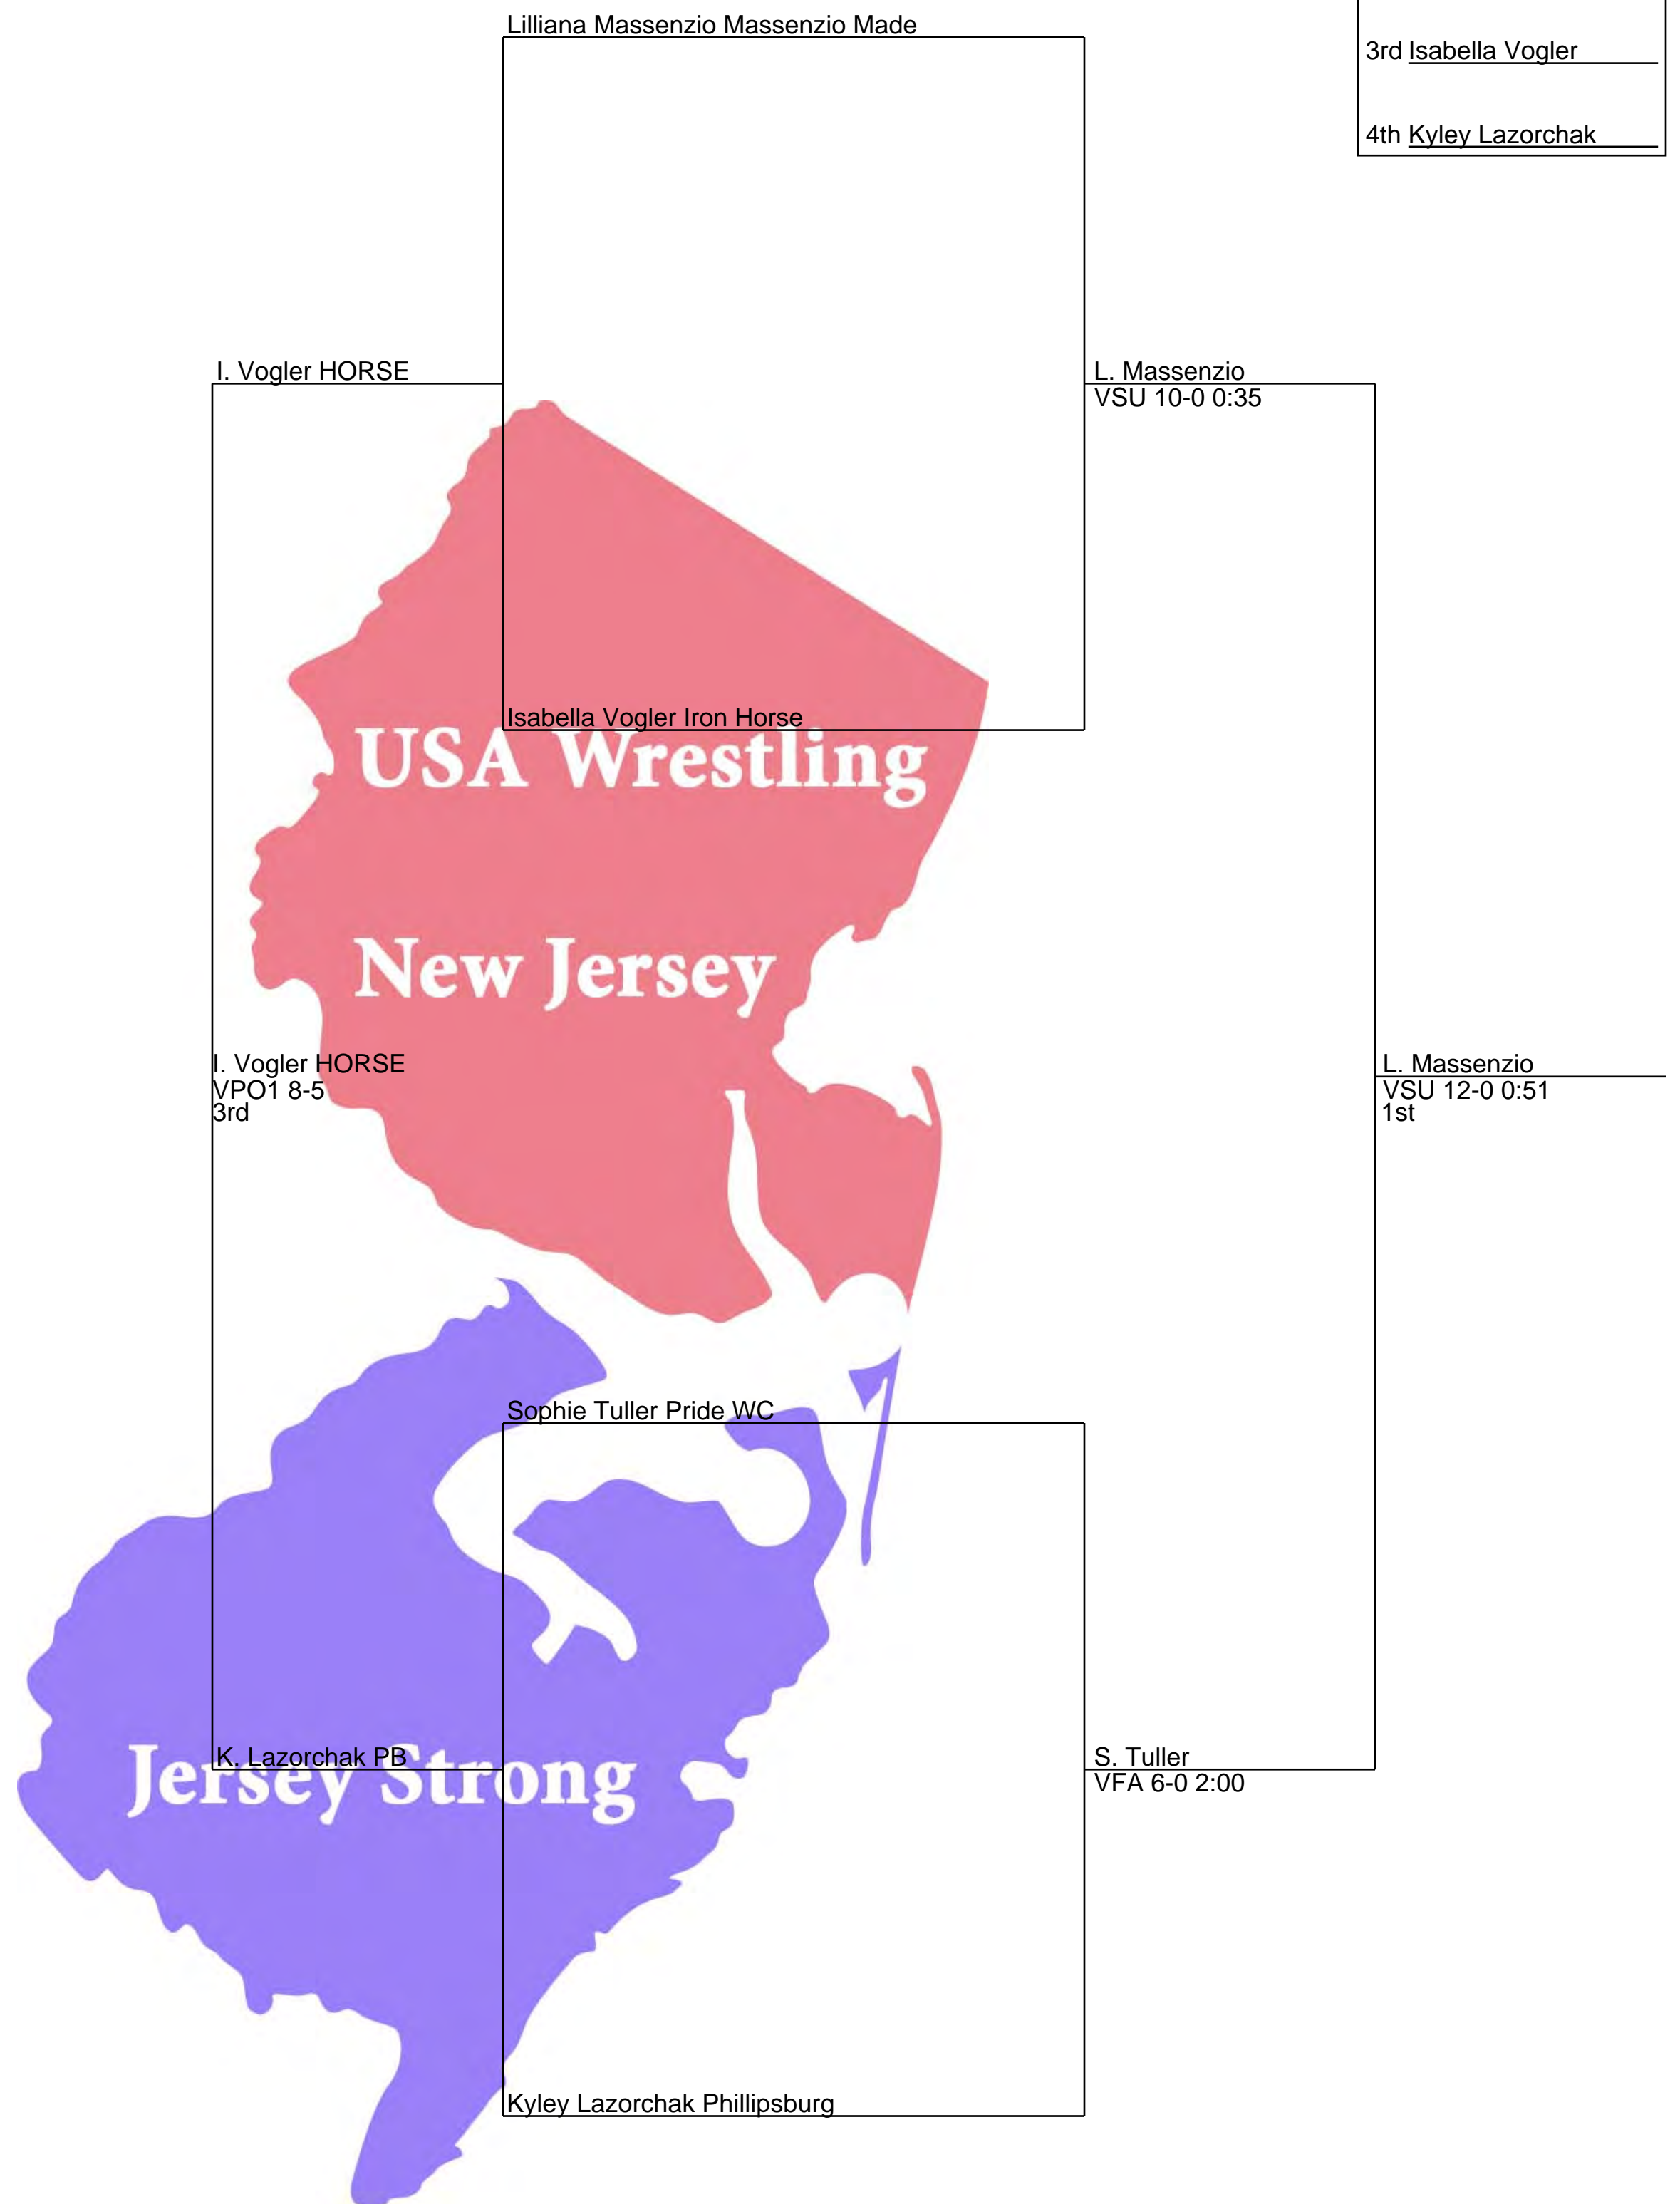 Lilliana Massenzio Massenzio Made
3rd Isabella Vogler
4th Kyley Lazorchak
I. Vogler HORSE
L. Massenzio
VSU 10-0 0:35
Isabella Vogler Iron Horse
USA Wrestling
New Jersey
I. Vogler HORSE
VPO1 8-5
3rd
L. Massenzio
VSU 12-0 0:51
1st
Sophie Tuller Pride WC
K. Lazorchak PB
Jersey Strong
S. Tuller
VFA 6-0 2:00
Kyley Lazorchak Phillipsburg